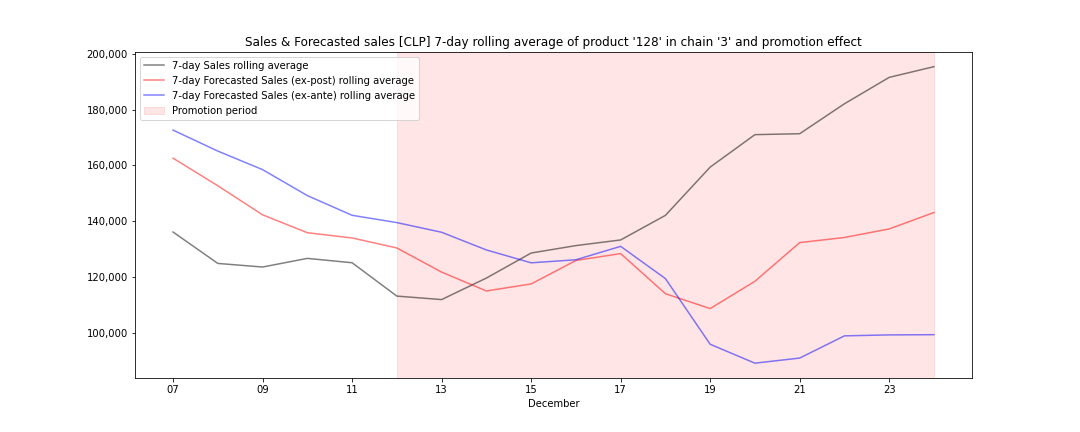 Sales & Forecasted sales [CLP] 7-day rolling average of product '128' in chain '3' and promotion effect
200,000
180,000
160,000
140,000
120,000
100,000
7-day Sales rolling average
7-day Forecasted Sales (ex-post) rolling average
7-day Forecasted Sales (ex-ante) rolling average
Promotion period
07 09 11 13 15 17 19 21 23
December